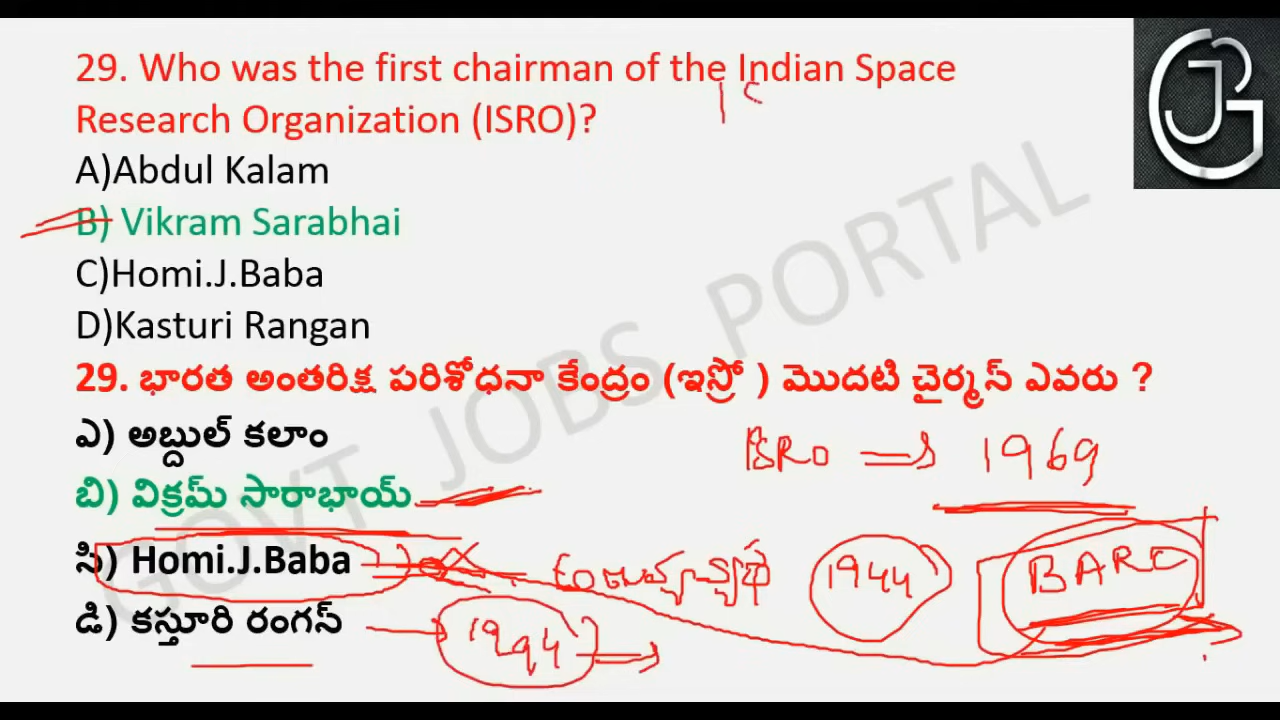 29. Who was the first chairman of the Indian Space
Research Organization (ISRO)?
A)Abdul Kalam
B) Vikram Sarabhai
C)Homi.J.Baba
D)Kasturi Rangan
29. భారత అంతరిక్ష పరిశోధనా కేంద్రం (ఇస్రో ) మొదటి చైర్మన్ ఎవరు ?
ఎ) అబ్దుల్ కలాం
బి) విక్రమ్ సారాభాయ్
ISRO 1969
సి) Homi.J.Baba
1944 BARC
డి) కస్తూరి రంగన్
1994
GOVT JOBS PORTAL